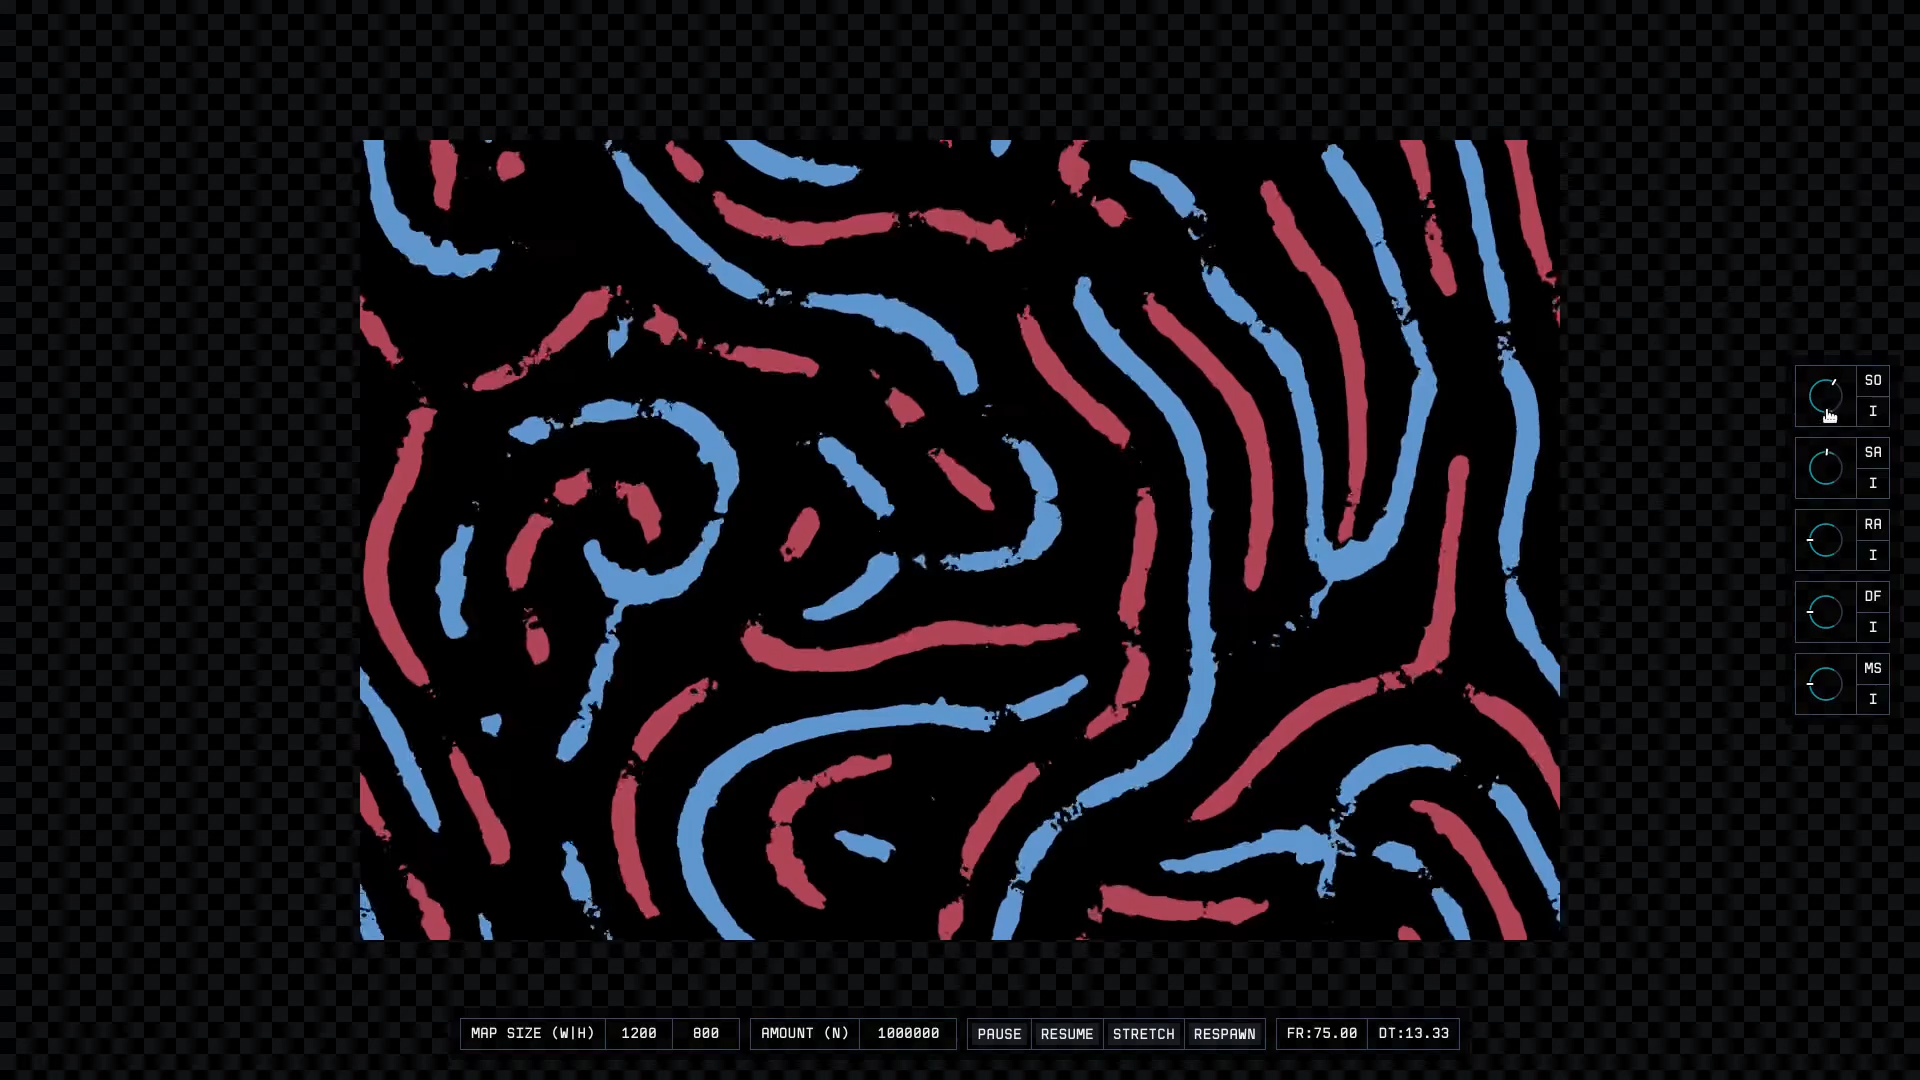 SO
I
SA
I
RA
I
DF
I
MS
I
MAP SIZE (W|H) 1200 800 AMOUNT (N) 1000000 PAUSE RESUME STRETCH RESPAWN FR:75.00 DT:13.33